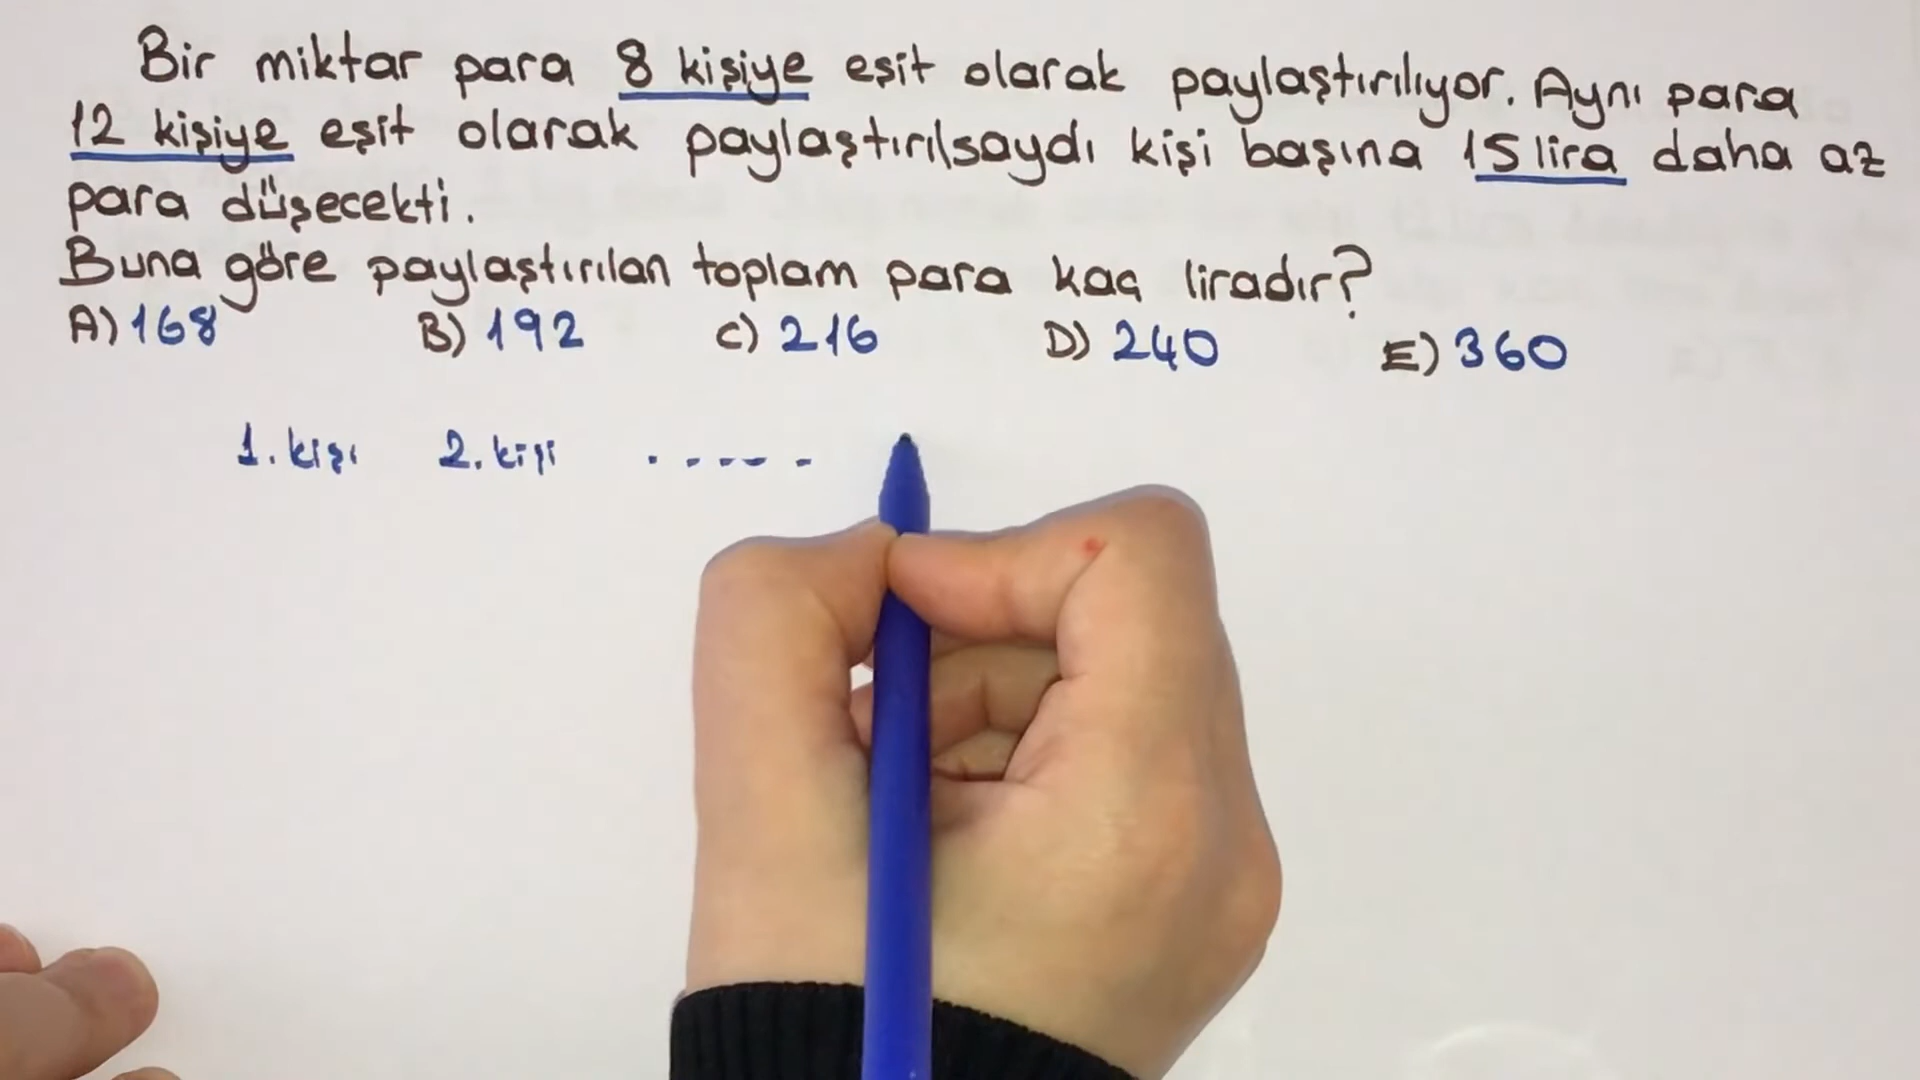 Bir miktar para 8 kişiye eşit olarak paylaştırılıyor. Aynı para
12 kişiye eşit olarak paylaştırılsaydı kişi başına 15 lira daha az
para düşecekti.
Buna göre paylaştırılan toplam para kaç liradır?
A) 168 B) 192 C) 216 D) 240 E) 360
1. kişi 2. kişi . - - - - -